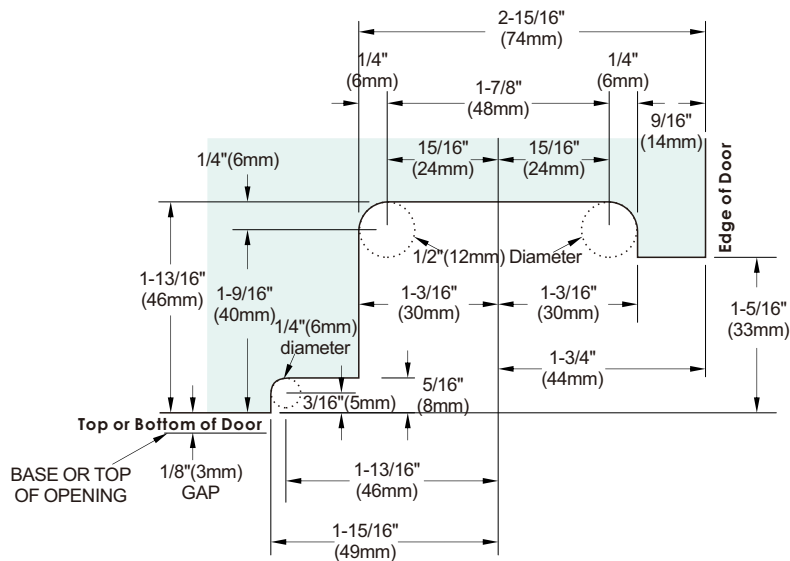 2-15/16"
(74mm)
1/4"
(6mm)
1-7/8"
(48mm)
1/4"
(6mm)
9/16"
(14mm)
15/16"
(24mm)
15/16"
(24mm)
1/4"(6mm)
Edge of Door
1/2"(12mm) Diameter
1-13/16"
(46mm)
1-9/16"
(40mm)
1-3/16"
(30mm)
1-3/16"
(30mm)
1-5/16"
(33mm)
1/4"(6mm)
diameter
1-3/4"
(44mm)
5/16"
(8mm)
3/16"(5mm)
Top or Bottom of Door
BASE OR TOP
OF OPENING
1/8"(3mm)
GAP
1-13/16"
(46mm)
1-15/16"
(49mm)